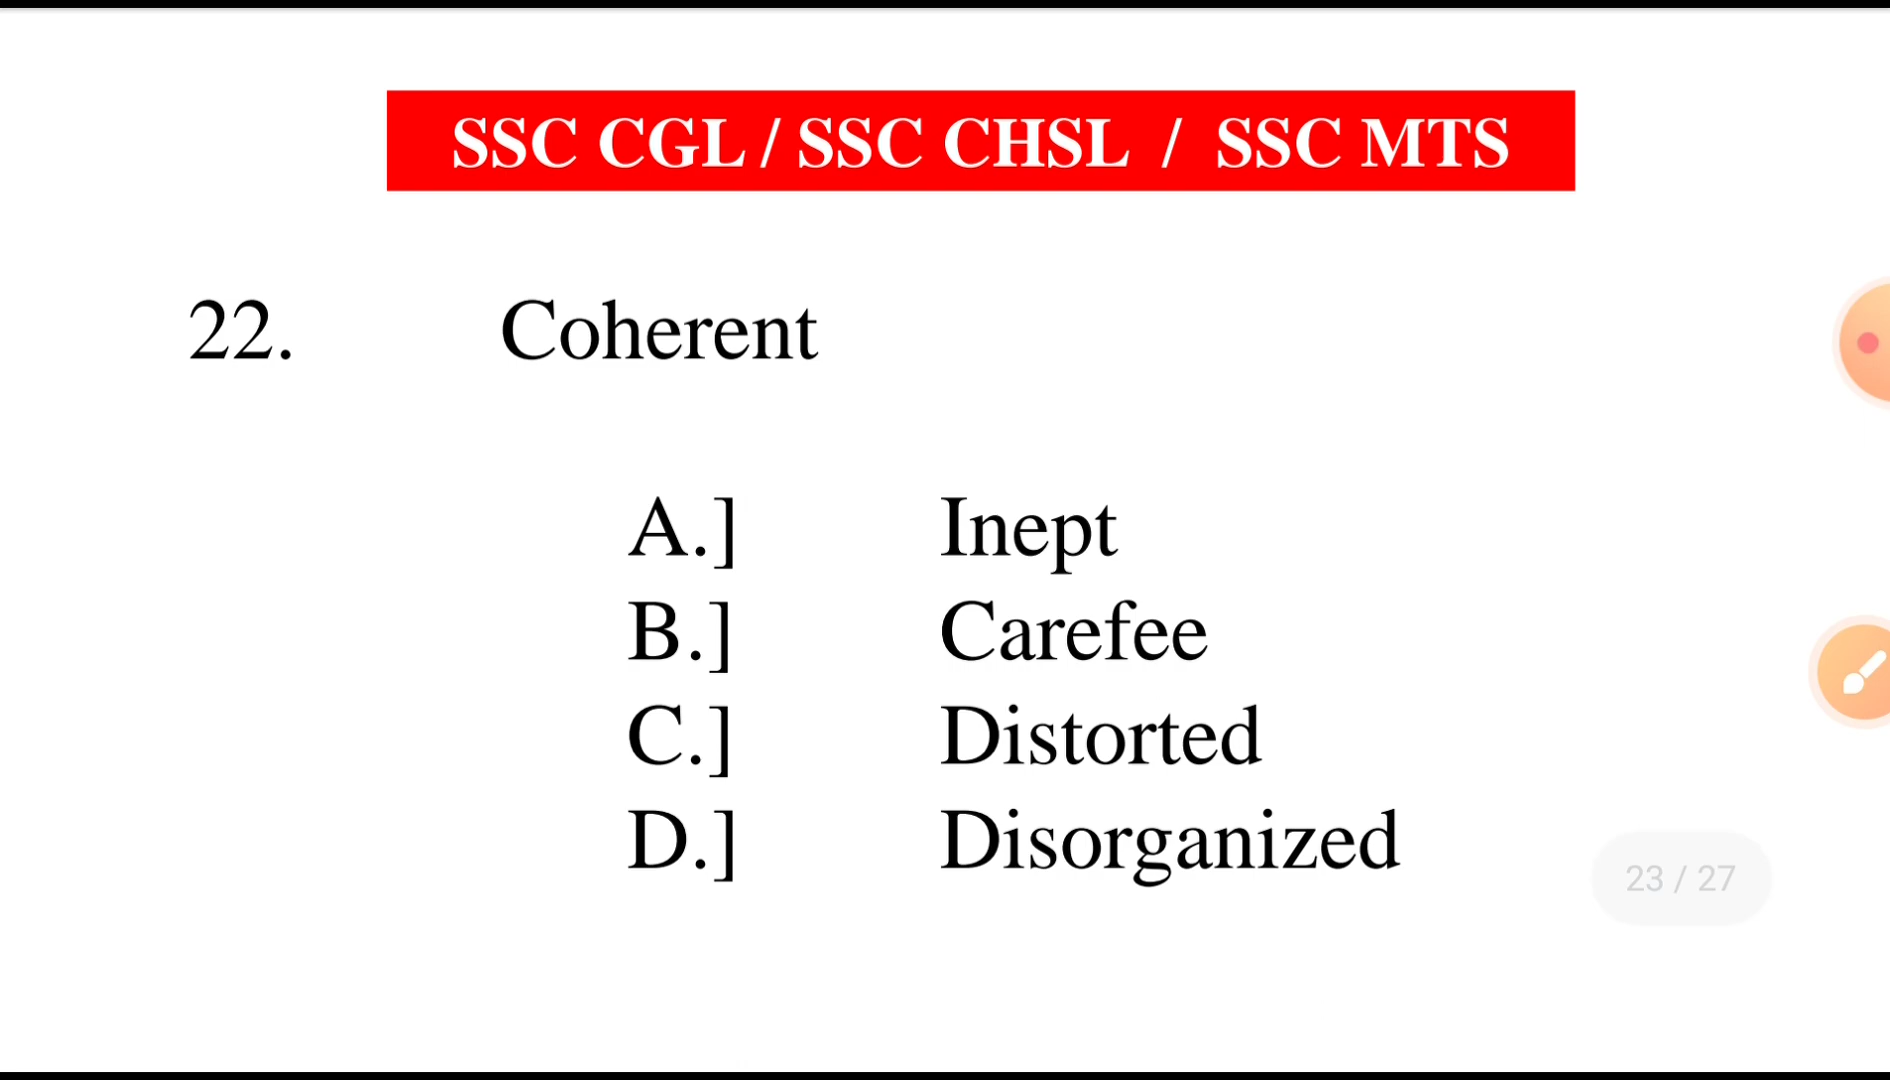 SSC CGL / SSC CHSL / SSC MTS
22. Coherent
A.] Inept
B.] Carefee
C.] Distorted
D.] Disorganized
23 / 27